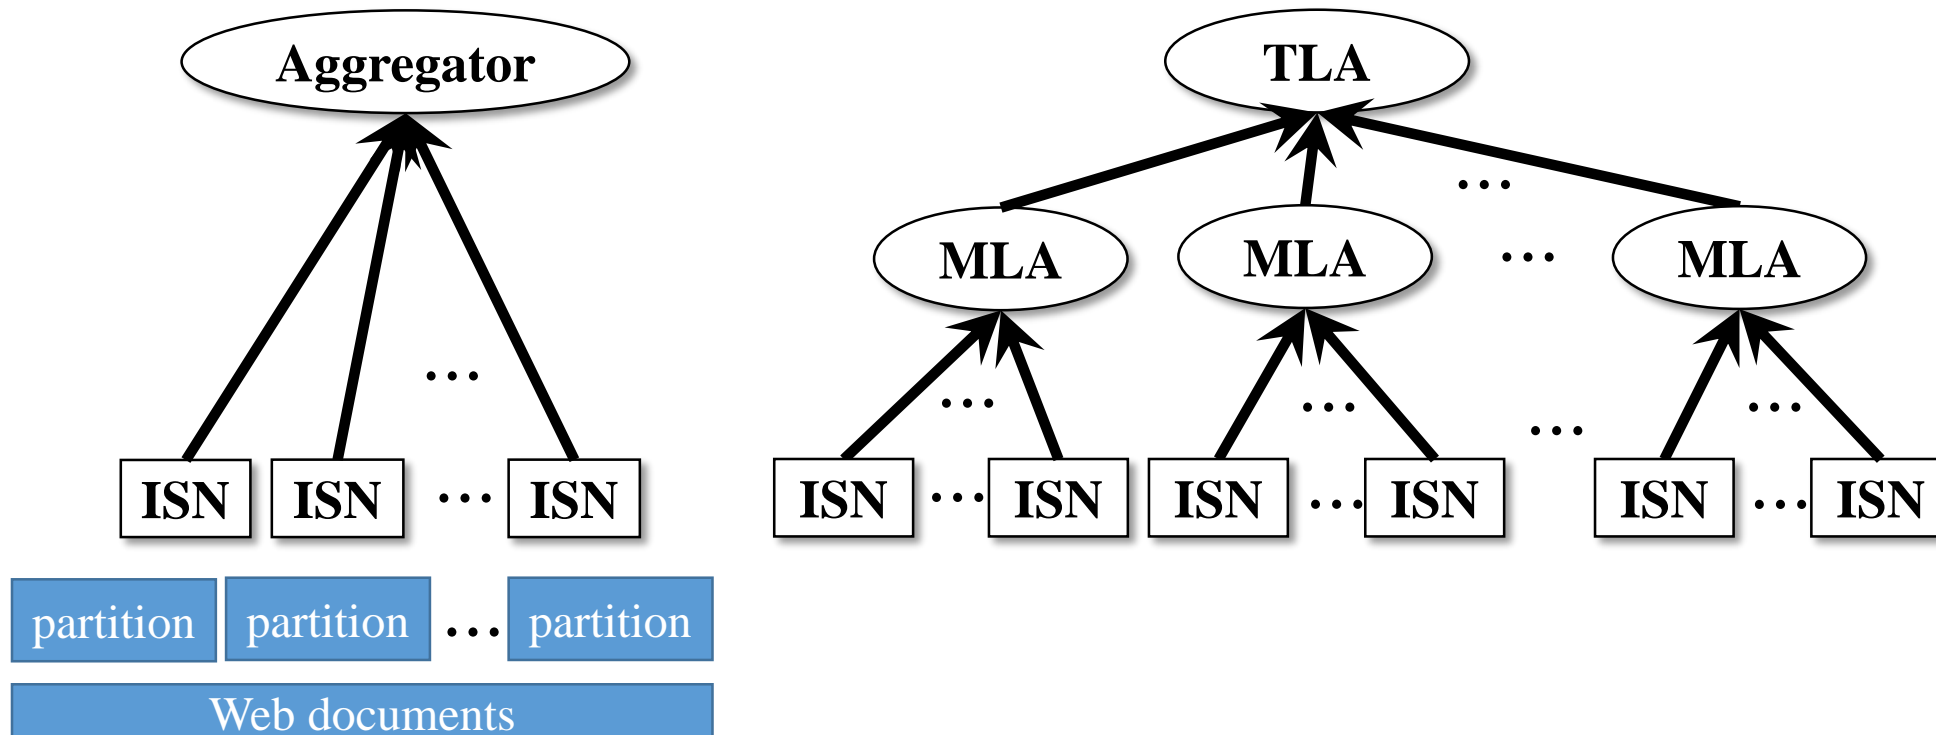 Aggregator
TLA
...
MLA MLA ... MLA
...
... ... ... ...
ISN ISN ... ISN
ISN ... ISN ISN ... ISN ISN ... ISN
partition partition ... partition
Web documents